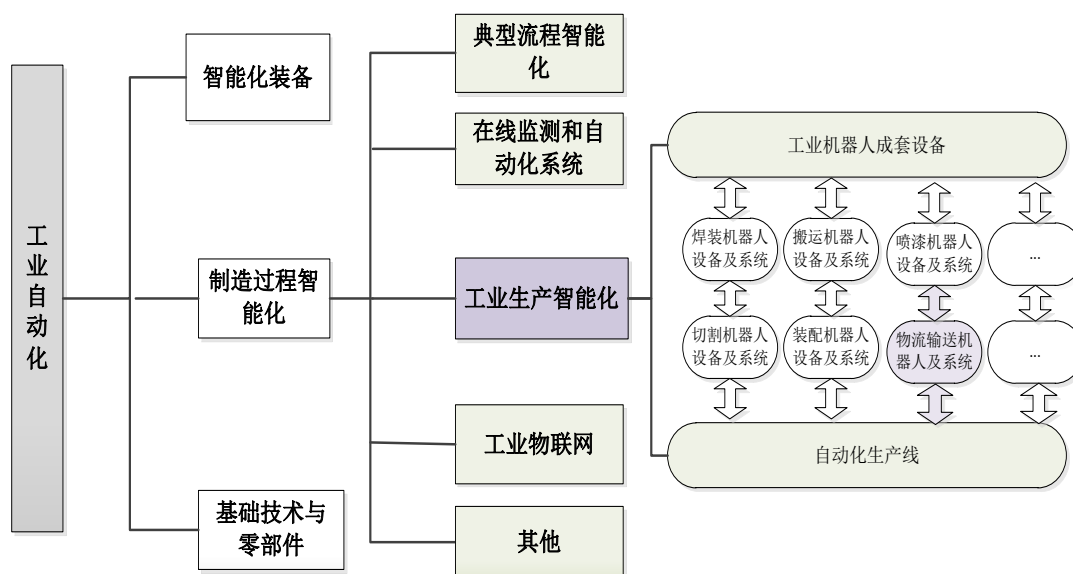 工业自动化
智能化装备
制造过程智
能化
基础技术与
零部件
典型流程智能
化
在线监测和自
动化系统
工业生产智能化
工业物联网
其他
工业机器人成套设备
焊装机器人
设备及系统
搬运机器人
设备及系统
喷漆机器人
设备及系统
...
切割机器人
设备及系统
装配机器人
设备及系统
物流输送机
器人及系统
...
自动化生产线